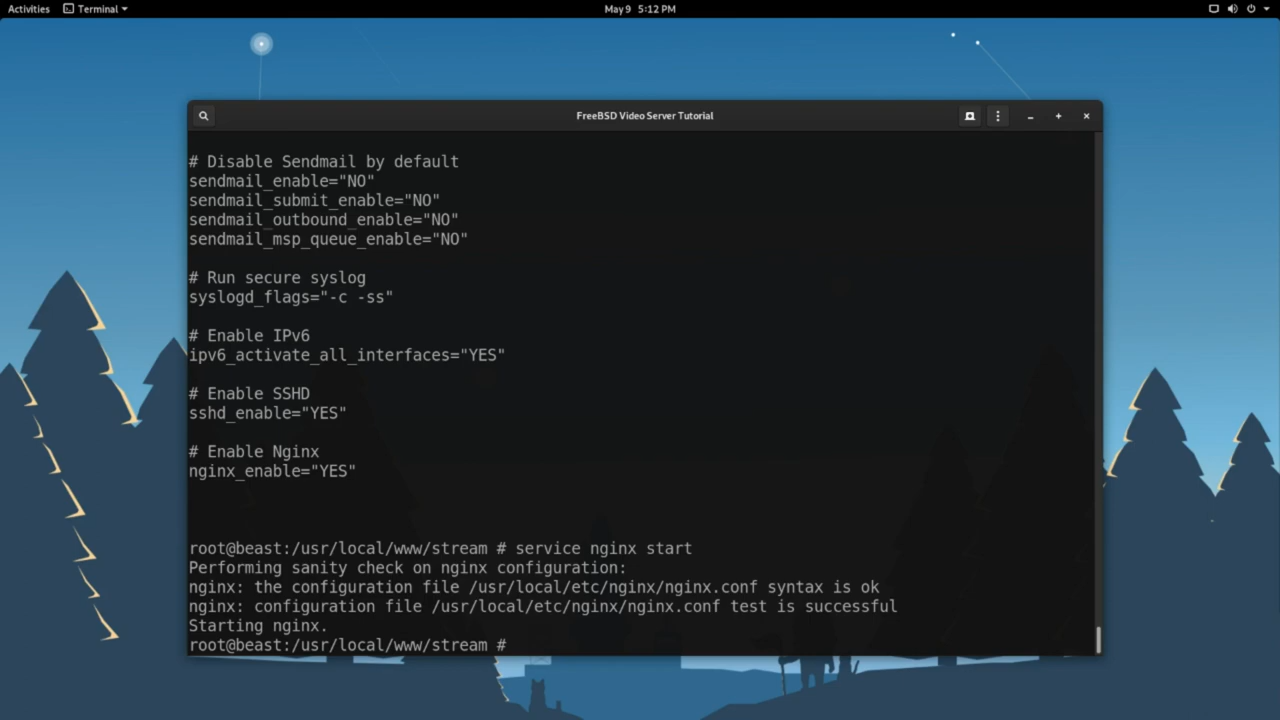 Activities Terminal May 9 5:12 PM
FreeBSD Video Server Tutorial
# Disable Sendmail by default
sendmail_enable="NO"
sendmail_submit_enable="NO"
sendmail_outbound_enable="NO"
sendmail_msp_queue_enable="NO"
# Run secure syslog
syslogd_flags="-c -ss"
# Enable IPv6
ipv6_activate_all_interfaces="YES"
# Enable SSHD
sshd_enable="YES"
# Enable Nginx
nginx_enable="YES"
root@beast:/usr/local/www/stream # service nginx start
Performing sanity check on nginx configuration:
nginx: the configuration file /usr/local/etc/nginx/nginx.conf syntax is ok
nginx: configuration file /usr/local/etc/nginx/nginx.conf test is successful
Starting nginx.
root@beast:/usr/local/www/stream #